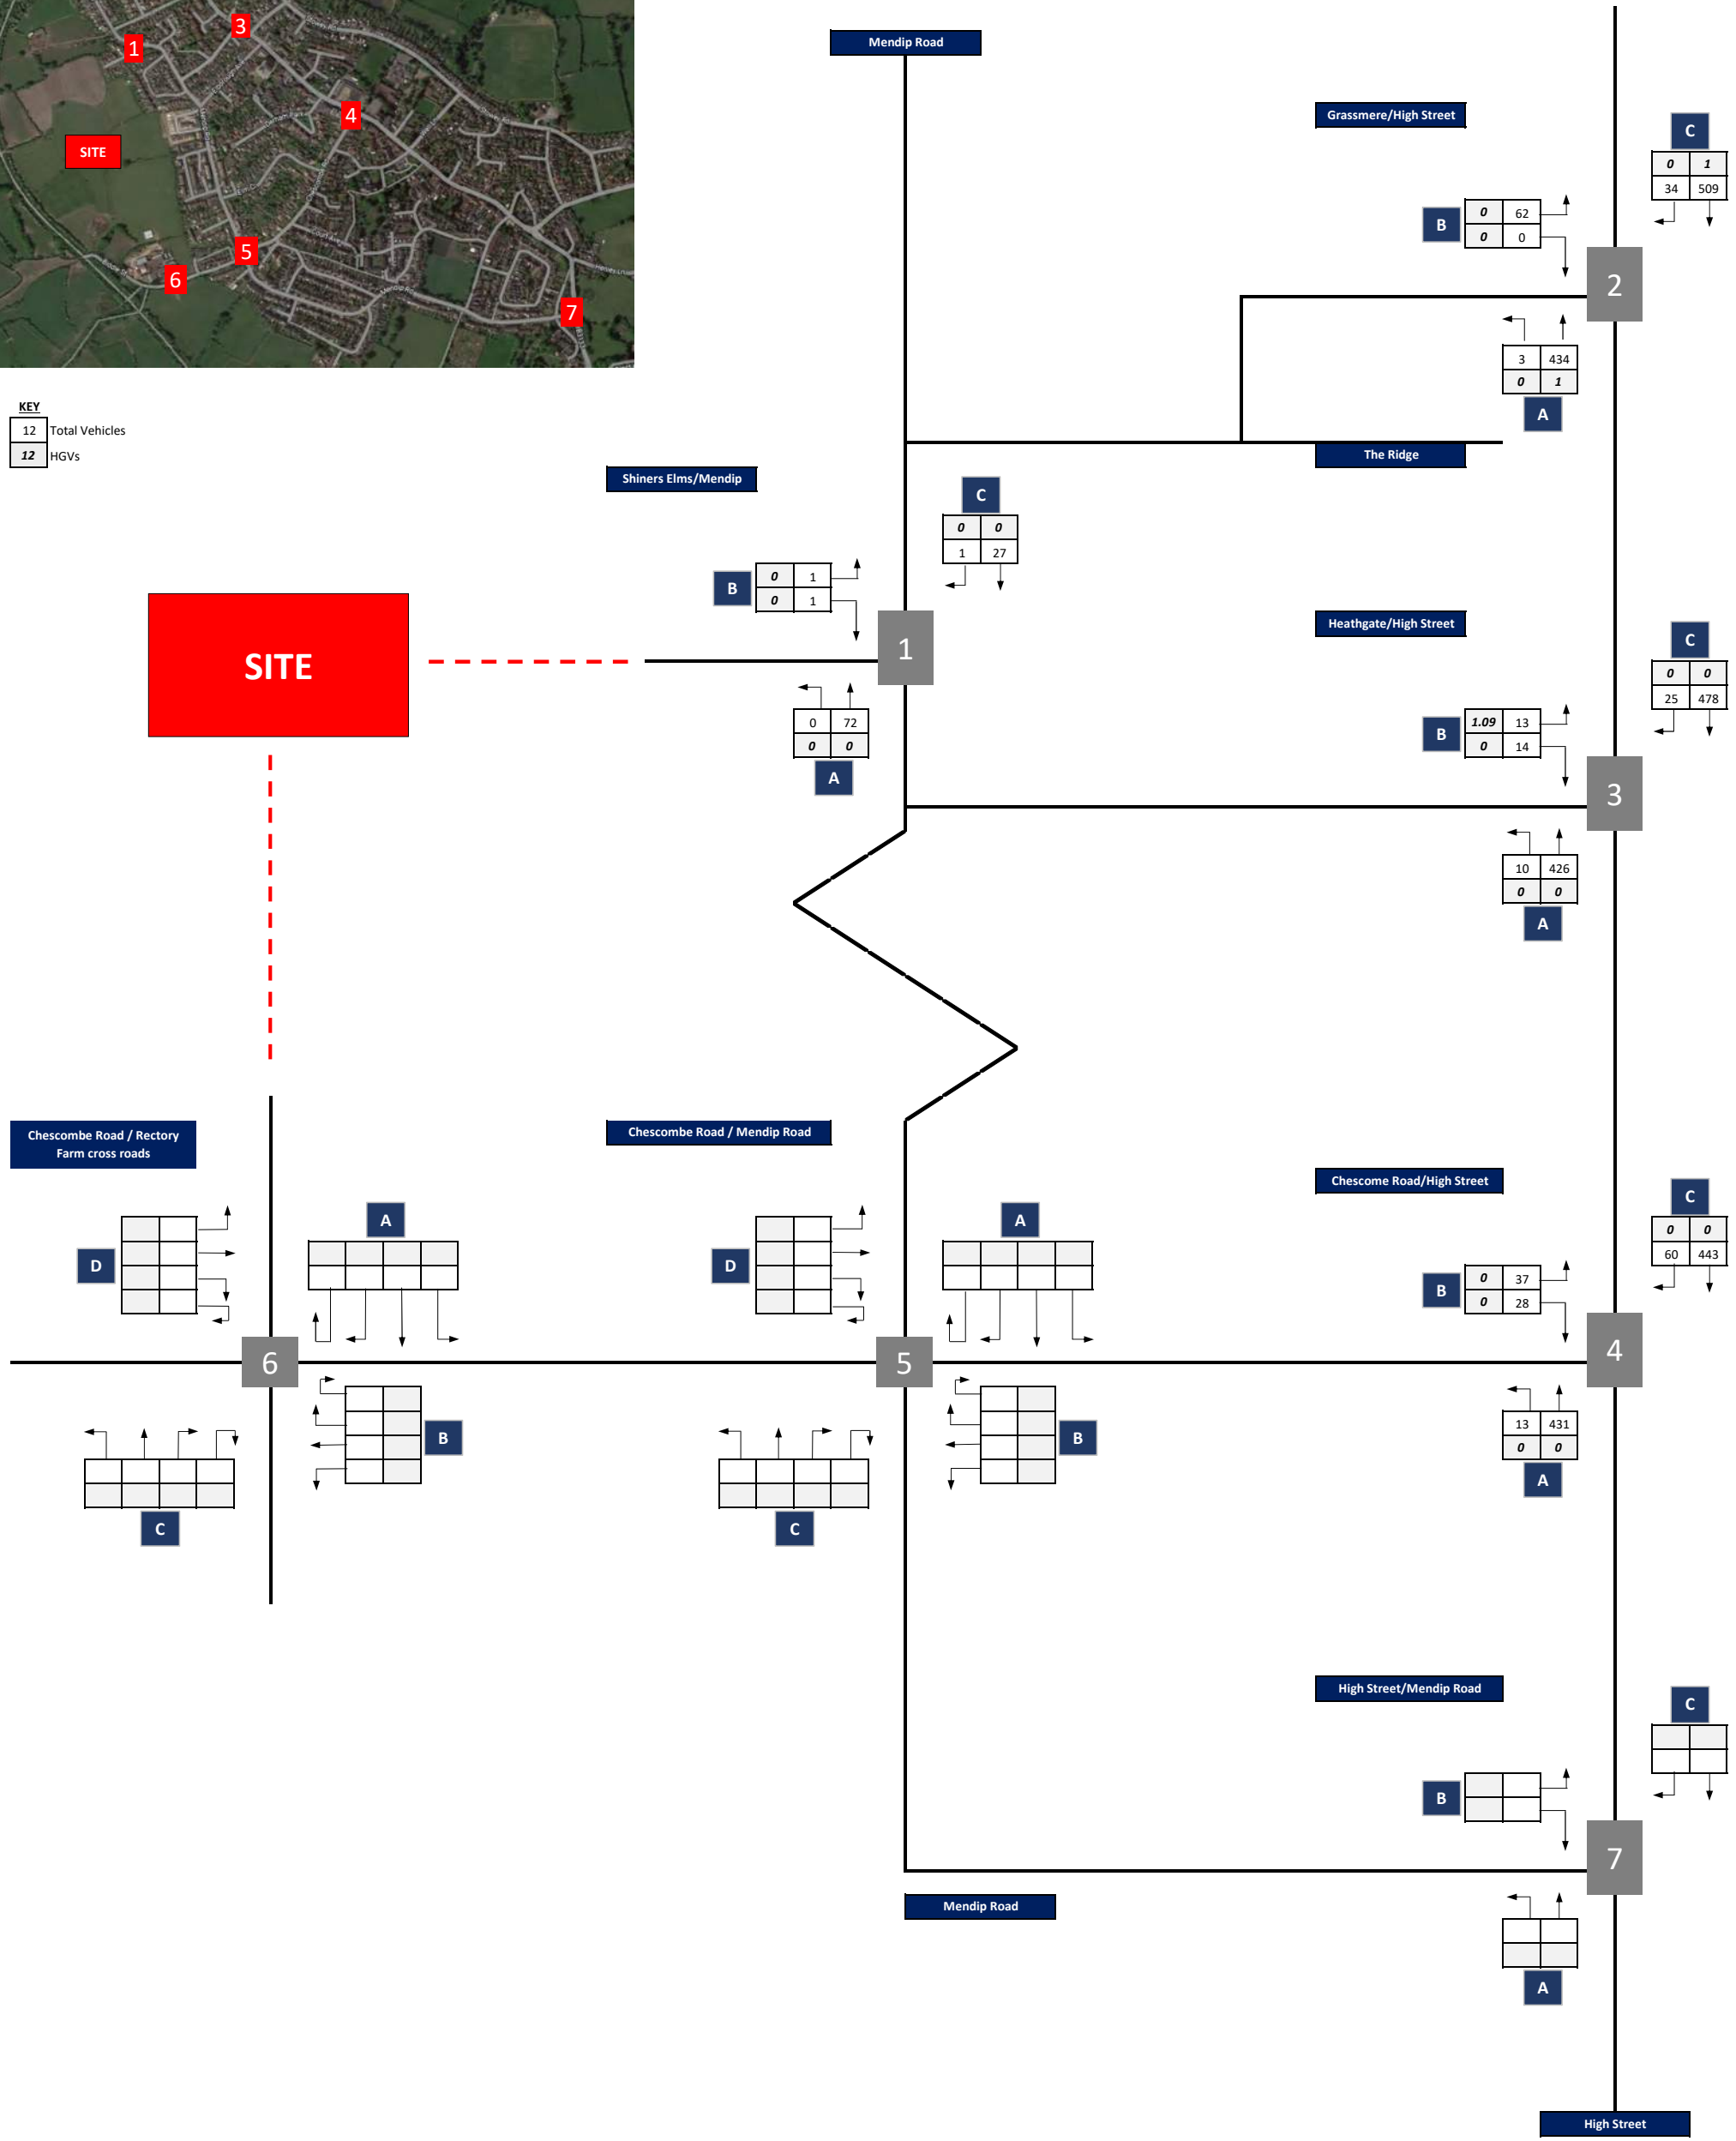 3
1
4
SITE
5
6
7
KEY
12 Total Vehicles
12 HGVs
Mendip Road
Grassmere/High Street
C
0 1
34 509
B
0 62
0 0
2
3 434
0 1
A
The Ridge
Shiners Elms/Mendip
C
0 0
1 27
B
0 1
0 1
1
0 72
0 0
A
SITE
Heathgate/High Street
C
0 0
25 478
B
1.09 13
0 14
3
10 426
0 0
A
Chescombe Road / Rectory
Farm cross roads
D
A
6
B
C
Chescombe Road / Mendip Road
D
A
5
B
C
Chescome Road/High Street
C
0 0
60 443
B
0 37
0 28
4
13 431
0 0
A
High Street/Mendip Road
C
B
7
Mendip Road
A
High Street